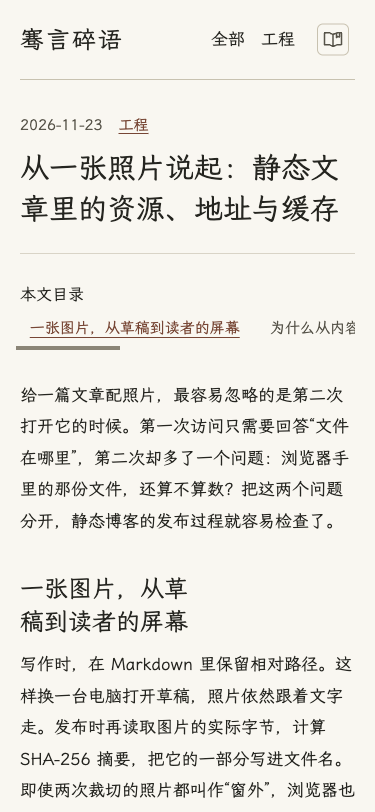 骞言碎语
全部 工程
2026-11-23 工程
从一张照片说起：静态文
章里的资源、地址与缓存
本文目录
一张图片，从草稿到读者的屏幕 为什么从内容
给一篇文章配照片，最容易忽略的是第二次
打开它的时候。第一次访问只需要回答“文件
在哪里”，第二次却多了一个问题：浏览器手
里的那份文件，还算不算数？把这两个问题
分开，静态博客的发布过程就容易检查了。
一张图片，从草
稿到读者的屏幕
写作时，在 Markdown 里保留相对路径。这
样换一台电脑打开草稿，照片依然跟着文字
走。发布时再读取图片的实际字节，计算
SHA-256 摘要，把它的一部分写进文件名。
即使两次裁切的照片都叫作“窗外”，浏览器也